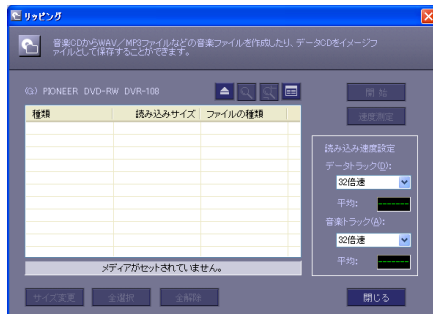 リッピング
音楽CDからWAV／MP3ファイルなどの音楽ファイルを作成したり、データCDをイメージフ
ァイルとして保存することができます。
(G) PIONEER DVD-RW DVR-108
開 始
種類 読み込みサイズ ファイルの種類
速度測定
読み込み速度設定
データトラック(D):
32倍速
平均:
音楽トラック(A):
32倍速
平均:
メディアがセットされていません。
サイズ変更 全選択 全解除 閉じる